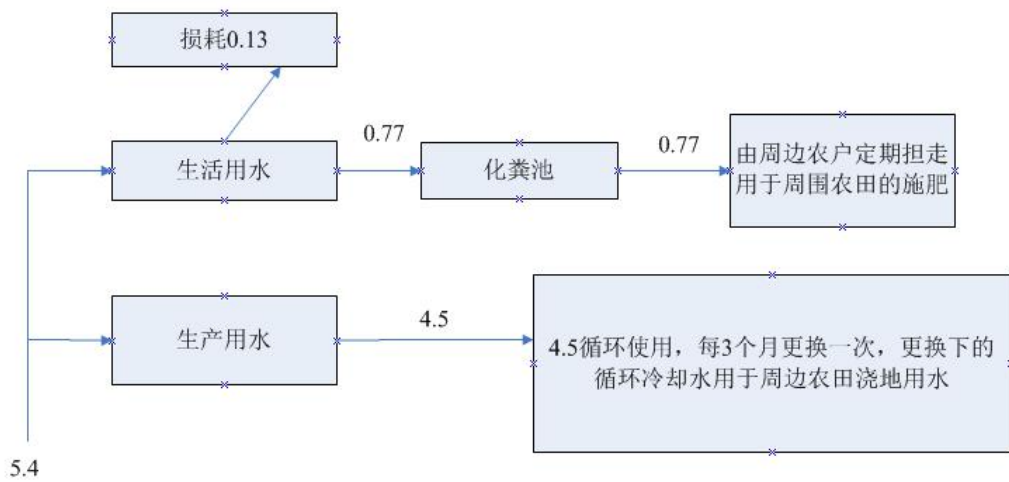 损耗0.13
生活用水
0.77
化粪池
0.77
由周边农户定期担走
用于周围农田的施肥
生产用水
4.5
4.5循环使用，每3个月更换一次，更换下的
循环冷却水用于周边农田浇地用水
5.4